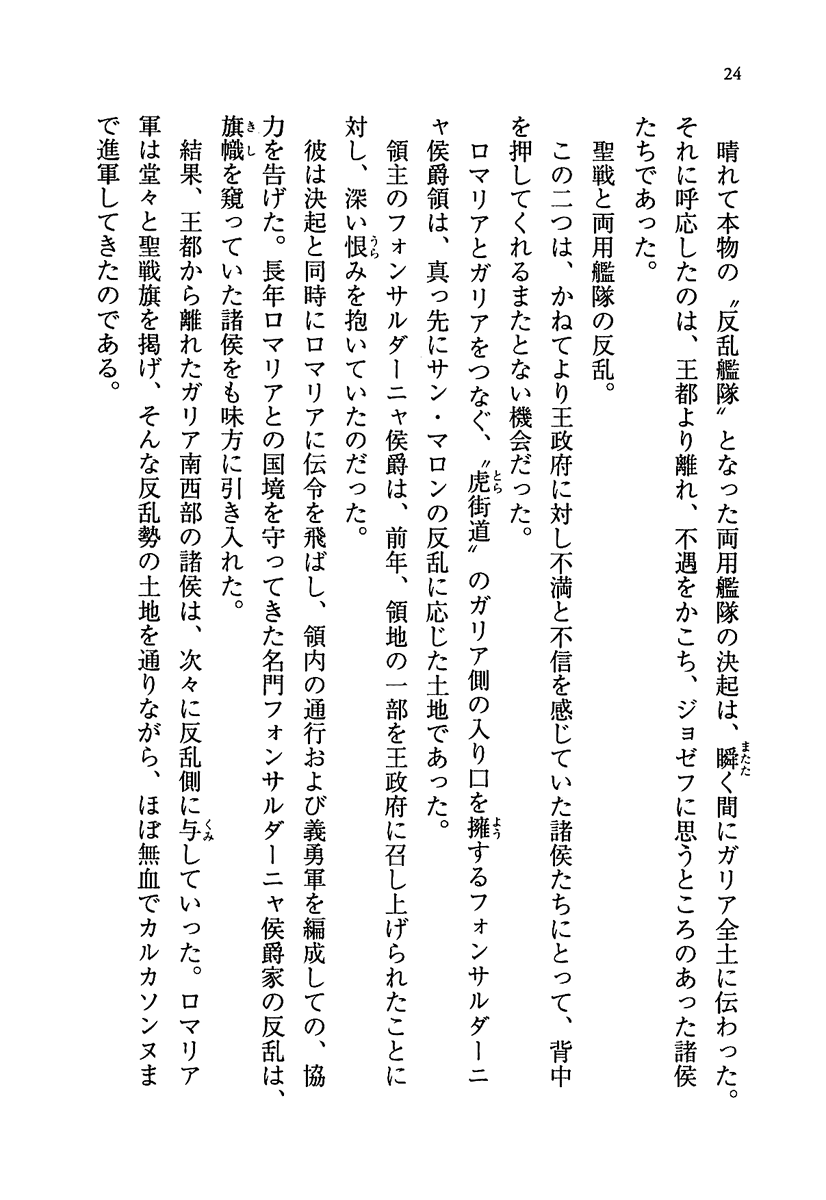 24
晴れて本物の〝反乱艦隊〟となった両用艦隊の決起は、瞬く間にガリア全土に伝わった。
それに呼応したのは、王都より離れ、不遇をかこち、ジョゼフに思うところのあった諸侯
たちであった。
聖戦と両用艦隊の反乱。
この二つは、かねてより王政府に対し不満と不信を感じていた諸侯たちにとって、背中
を押してくれるまたとない機会だった。
ロマリアとガリアをつなぐ、〝虎街道〟のガリア側の入り口を擁するフォンサルダーニ
ャ侯爵領は、真っ先にサン・マロンの反乱に応じた土地であった。
領主のフォンサルダーニャ侯爵は、前年、領地の一部を王政府に召し上げられたことに
対し、深い恨みを抱いていたのだった。
彼は決起と同時にロマリアに伝令を飛ばし、領内の通行および義勇軍を編成しての、協
力を告げた。長年ロマリアとの国境を守ってきた名門フォンサルダーニャ侯爵家の反乱は、
旗幟を窺っていた諸侯をも味方に引き入れた。
結果、王都から離れたガリア南西部の諸侯は、次々に反乱側に与していった。ロマリア
軍は堂々と聖戦旗を掲げ、そんな反乱勢の土地を通りながら、ほぼ無血でカルカソンヌま
で進軍してきたのである。